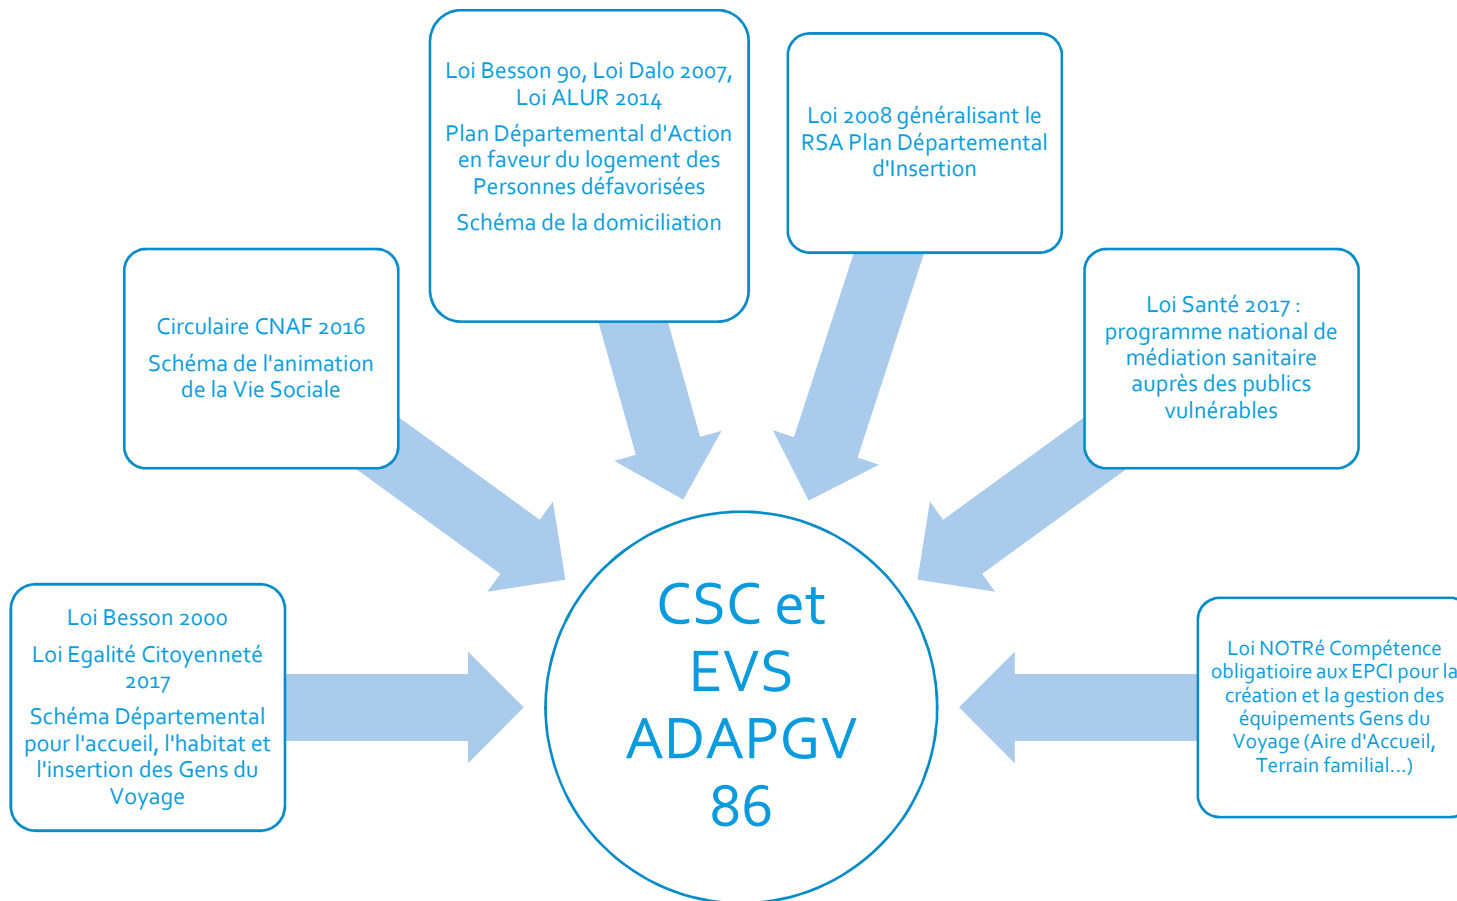 Loi Besson 90, Loi Dalo 2007,
Loi ALUR 2014
Plan Départemental d'Action
en faveur du logement des
Personnes défavorisées
Schéma de la domiciliation
Loi 2008 généralisant le
RSA Plan Départemental
d'Insertion
Circulaire CNAF 2016
Schéma de l'animation
de la Vie Sociale
Loi Santé 2017 :
programme national de
médiation sanitaire
auprès des publics
vulnérables
Loi Besson 2000
Loi Egalité Citoyenneté
2017
Schéma Départemental
pour l'accueil, l'habitat et
l'insertion des Gens du
Voyage
CSC et
EVS
ADAPGV
86
Loi NOTRé Compétence
obligatioire aux EPCI pour la
création et la gestion des
équipements Gens du
Voyage (Aire d'Accueil,
Terrain familial...)